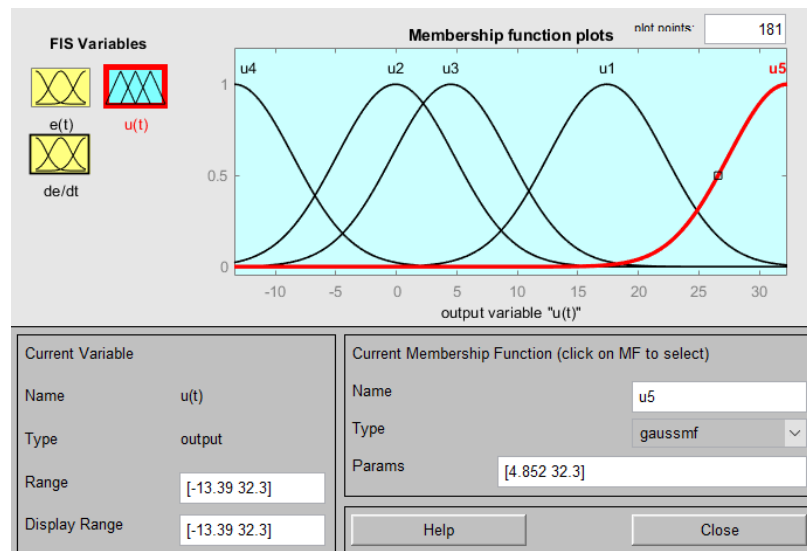 FIS Variables
Membership function plots
plot points:
181
e(t)
u(t)
de/dt
u4
u2
u3
u1
u5
1
0.5
0
-10
-5
0
5
10
15
20
25
30
output variable "u(t)"
Current Variable
Name
u(t)
Type
output
Range
[-13.39 32.3]
Display Range
[-13.39 32.3]
Current Membership Function (click on MF to select)
Name
u5
Type
gaussmf
Params
[4.852 32.3]
Help
Close